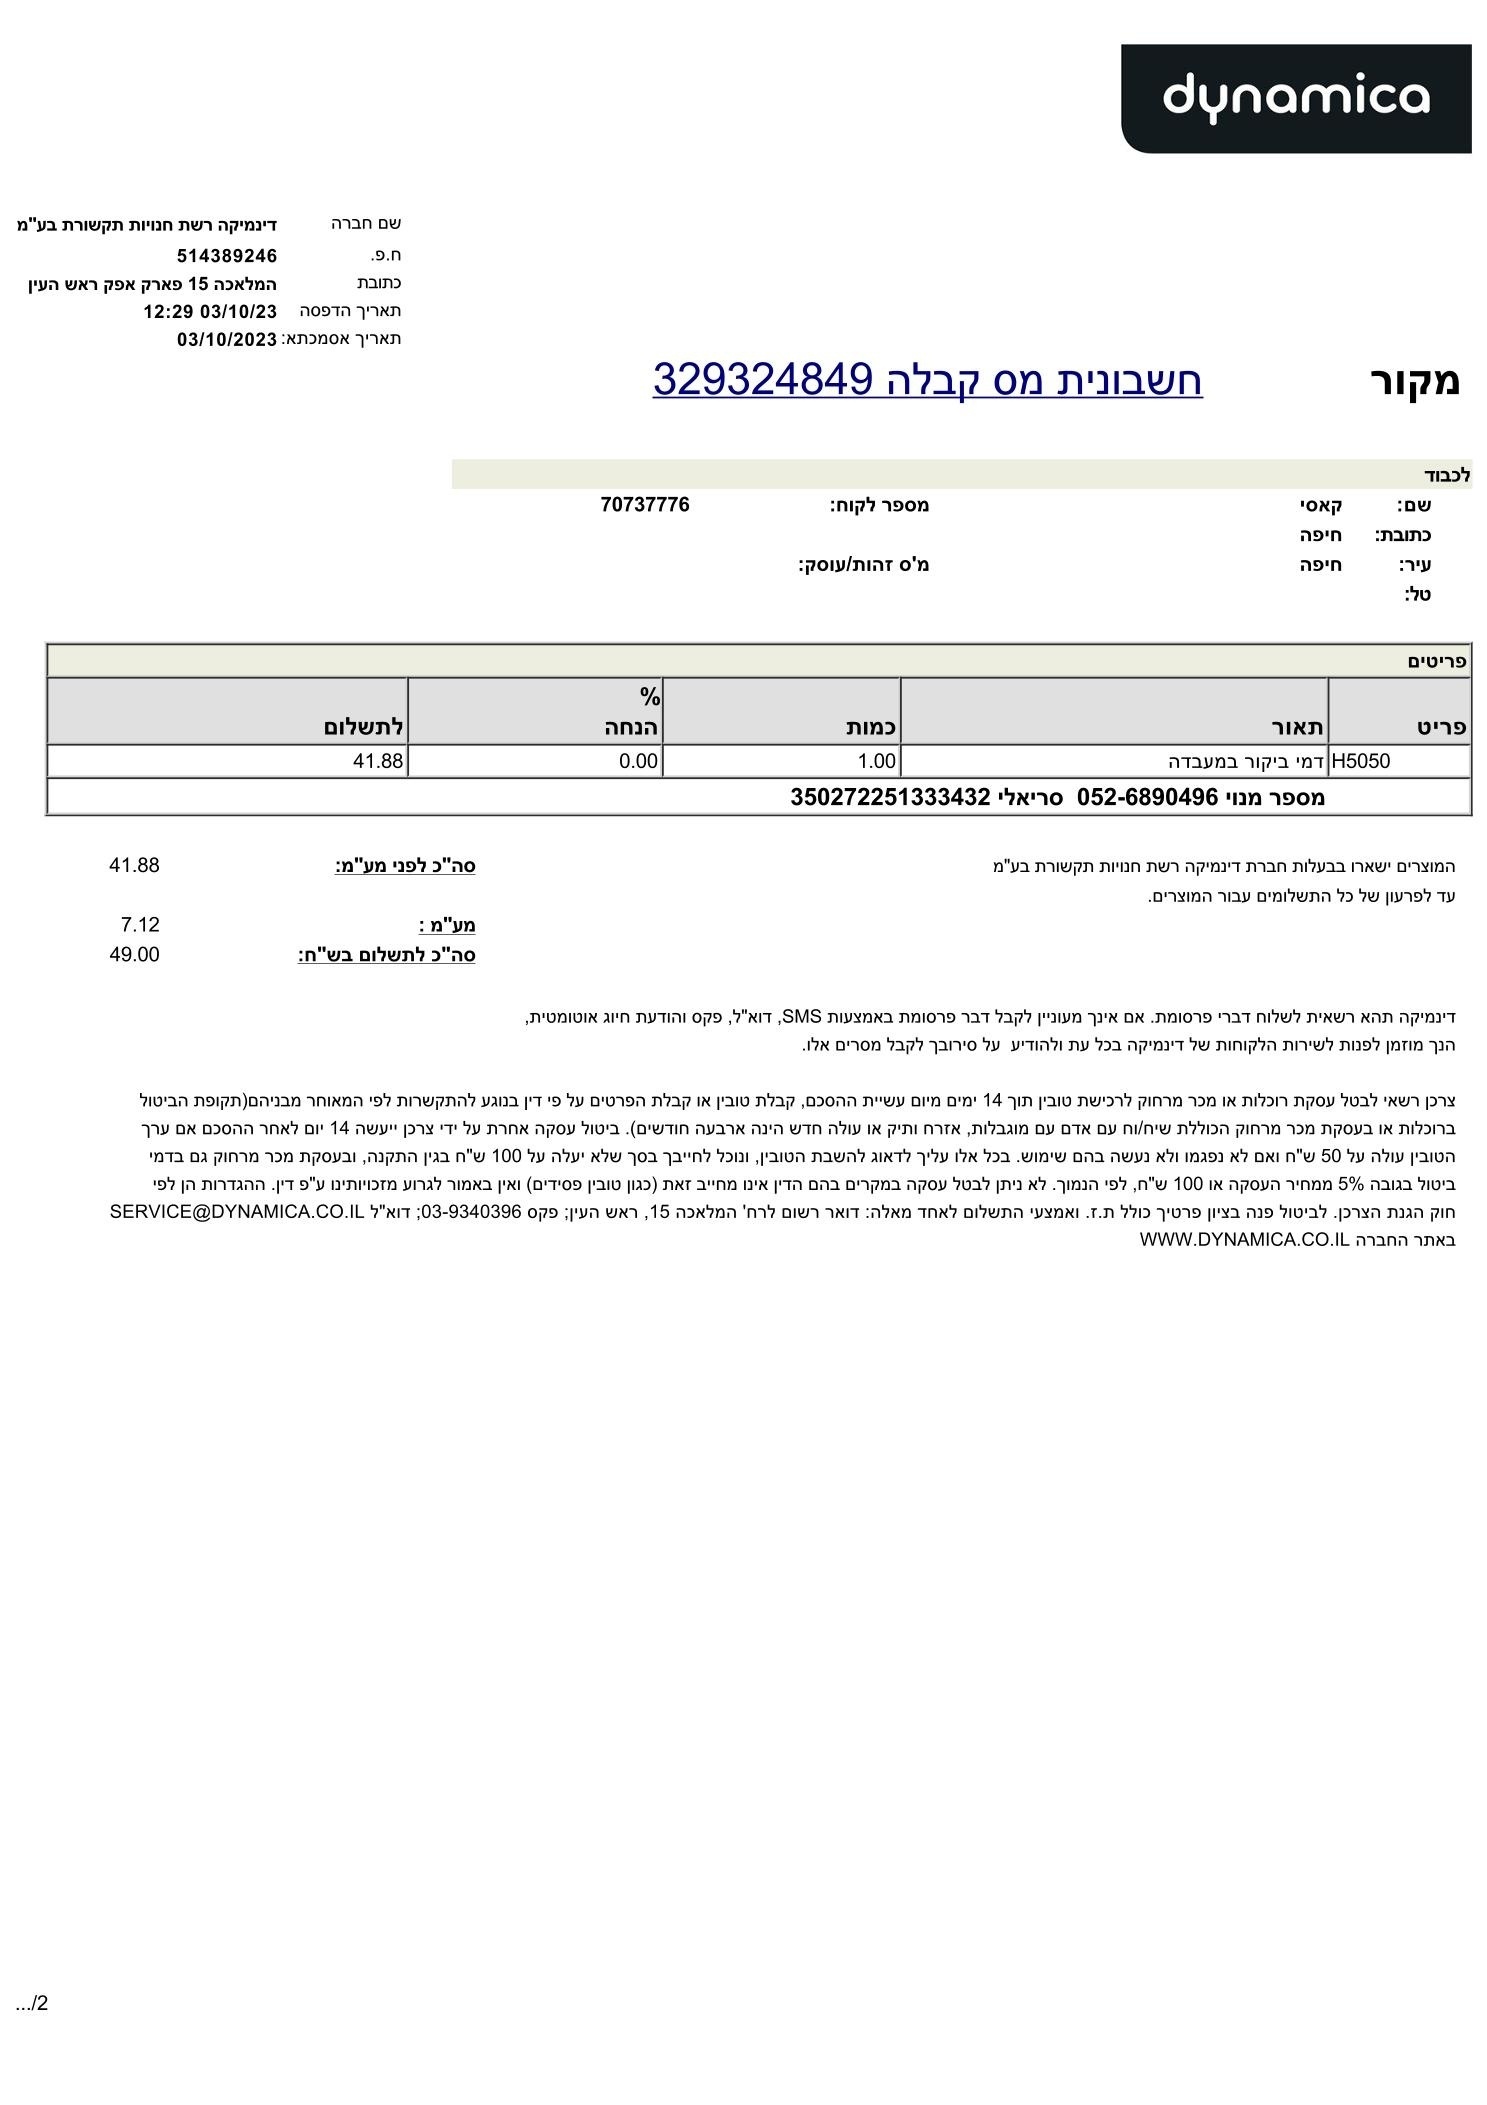 dynamica
שם חברה דינמיקה רשת חנויות תקשורת בע"מ
ח.פ. 514389246
כתובת המלאכה 15 פארק אפק ראש העין
תאריך הדפסה 03/10/23 12:29
תאריך אסמכתא: 03/10/2023
מקור חשבונית מס קבלה 329324849
לכבוד
שם: קאסי מספר לקוח: 70737776
כתובת: חיפה
עיר: חיפה מ'ס זהות/עוסק:
טל:
פריטים
%
פריט תאור כמות הנחה לתשלום
H5050 דמי ביקור במעבדה 1.00 0.00 41.88
מספר מנוי 052-6890496 סריאלי 350272251333432
המוצרים ישארו בבעלות חברת דינמיקה רשת חנויות תקשורת בע"מ סה"כ לפני מע"מ: 41.88
עד לפרעון של כל התשלומים עבור המוצרים.
מע"מ : 7.12
סה"כ לתשלום בש"ח: 49.00
דינמיקה תהא רשאית לשלוח דברי פרסומת. אם אינך מעוניין לקבל דבר פרסומת באמצעות SMS, דוא"ל, פקס והודעת חיוג אוטומטית,
הנך מוזמן לפנות לשירות הלקוחות של דינמיקה בכל עת ולהודיע על סירובך לקבל מסרים אלו.
צרכן רשאי לבטל עסקת רוכלות או מכר מרחוק לרכישת טובין תוך 14 ימים מיום עשיית ההסכם, קבלת טובין או קבלת הפרטים על פי דין בנוגע להתקשרות לפי המאוחר מבניהם(תקופת הביטול
ברוכלות או בעסקת מכר מרחוק הכוללת שיח/וח עם אדם עם מוגבלות, אזרח ותיק או עולה חדש הינה ארבעה חודשים). ביטול עסקה אחרת על ידי צרכן ייעשה 14 יום לאחר ההסכם אם ערך
הטובין עולה על 50 ש"ח ואם לא נפגמו ולא נעשה בהם שימוש. בכל אלו עליך לדאוג להשבת הטובין, ונוכל לחייבך בסך שלא יעלה על 100 ש"ח בגין התקנה, ובעסקת מכר מרחוק גם בדמי
ביטול בגובה 5% ממחיר העסקה או 100 ש"ח, לפי הנמוך. לא ניתן לבטל עסקה במקרים בהם הדין אינו מחייב זאת (כגון טובין פסידים) ואין באמור לגרוע מזכויותינו ע"פ דין. ההגדרות הן לפי
חוק הגנת הצרכן. לביטול פנה בציון פרטיך כולל ת.ז. ואמצעי התשלום לאחד מאלה: דואר רשום לרח' המלאכה 15, ראש העין; פקס 03-9340396; דוא"ל SERVICE@DYNAMICA.CO.IL
באתר החברה WWW.DYNAMICA.CO.IL
.../2